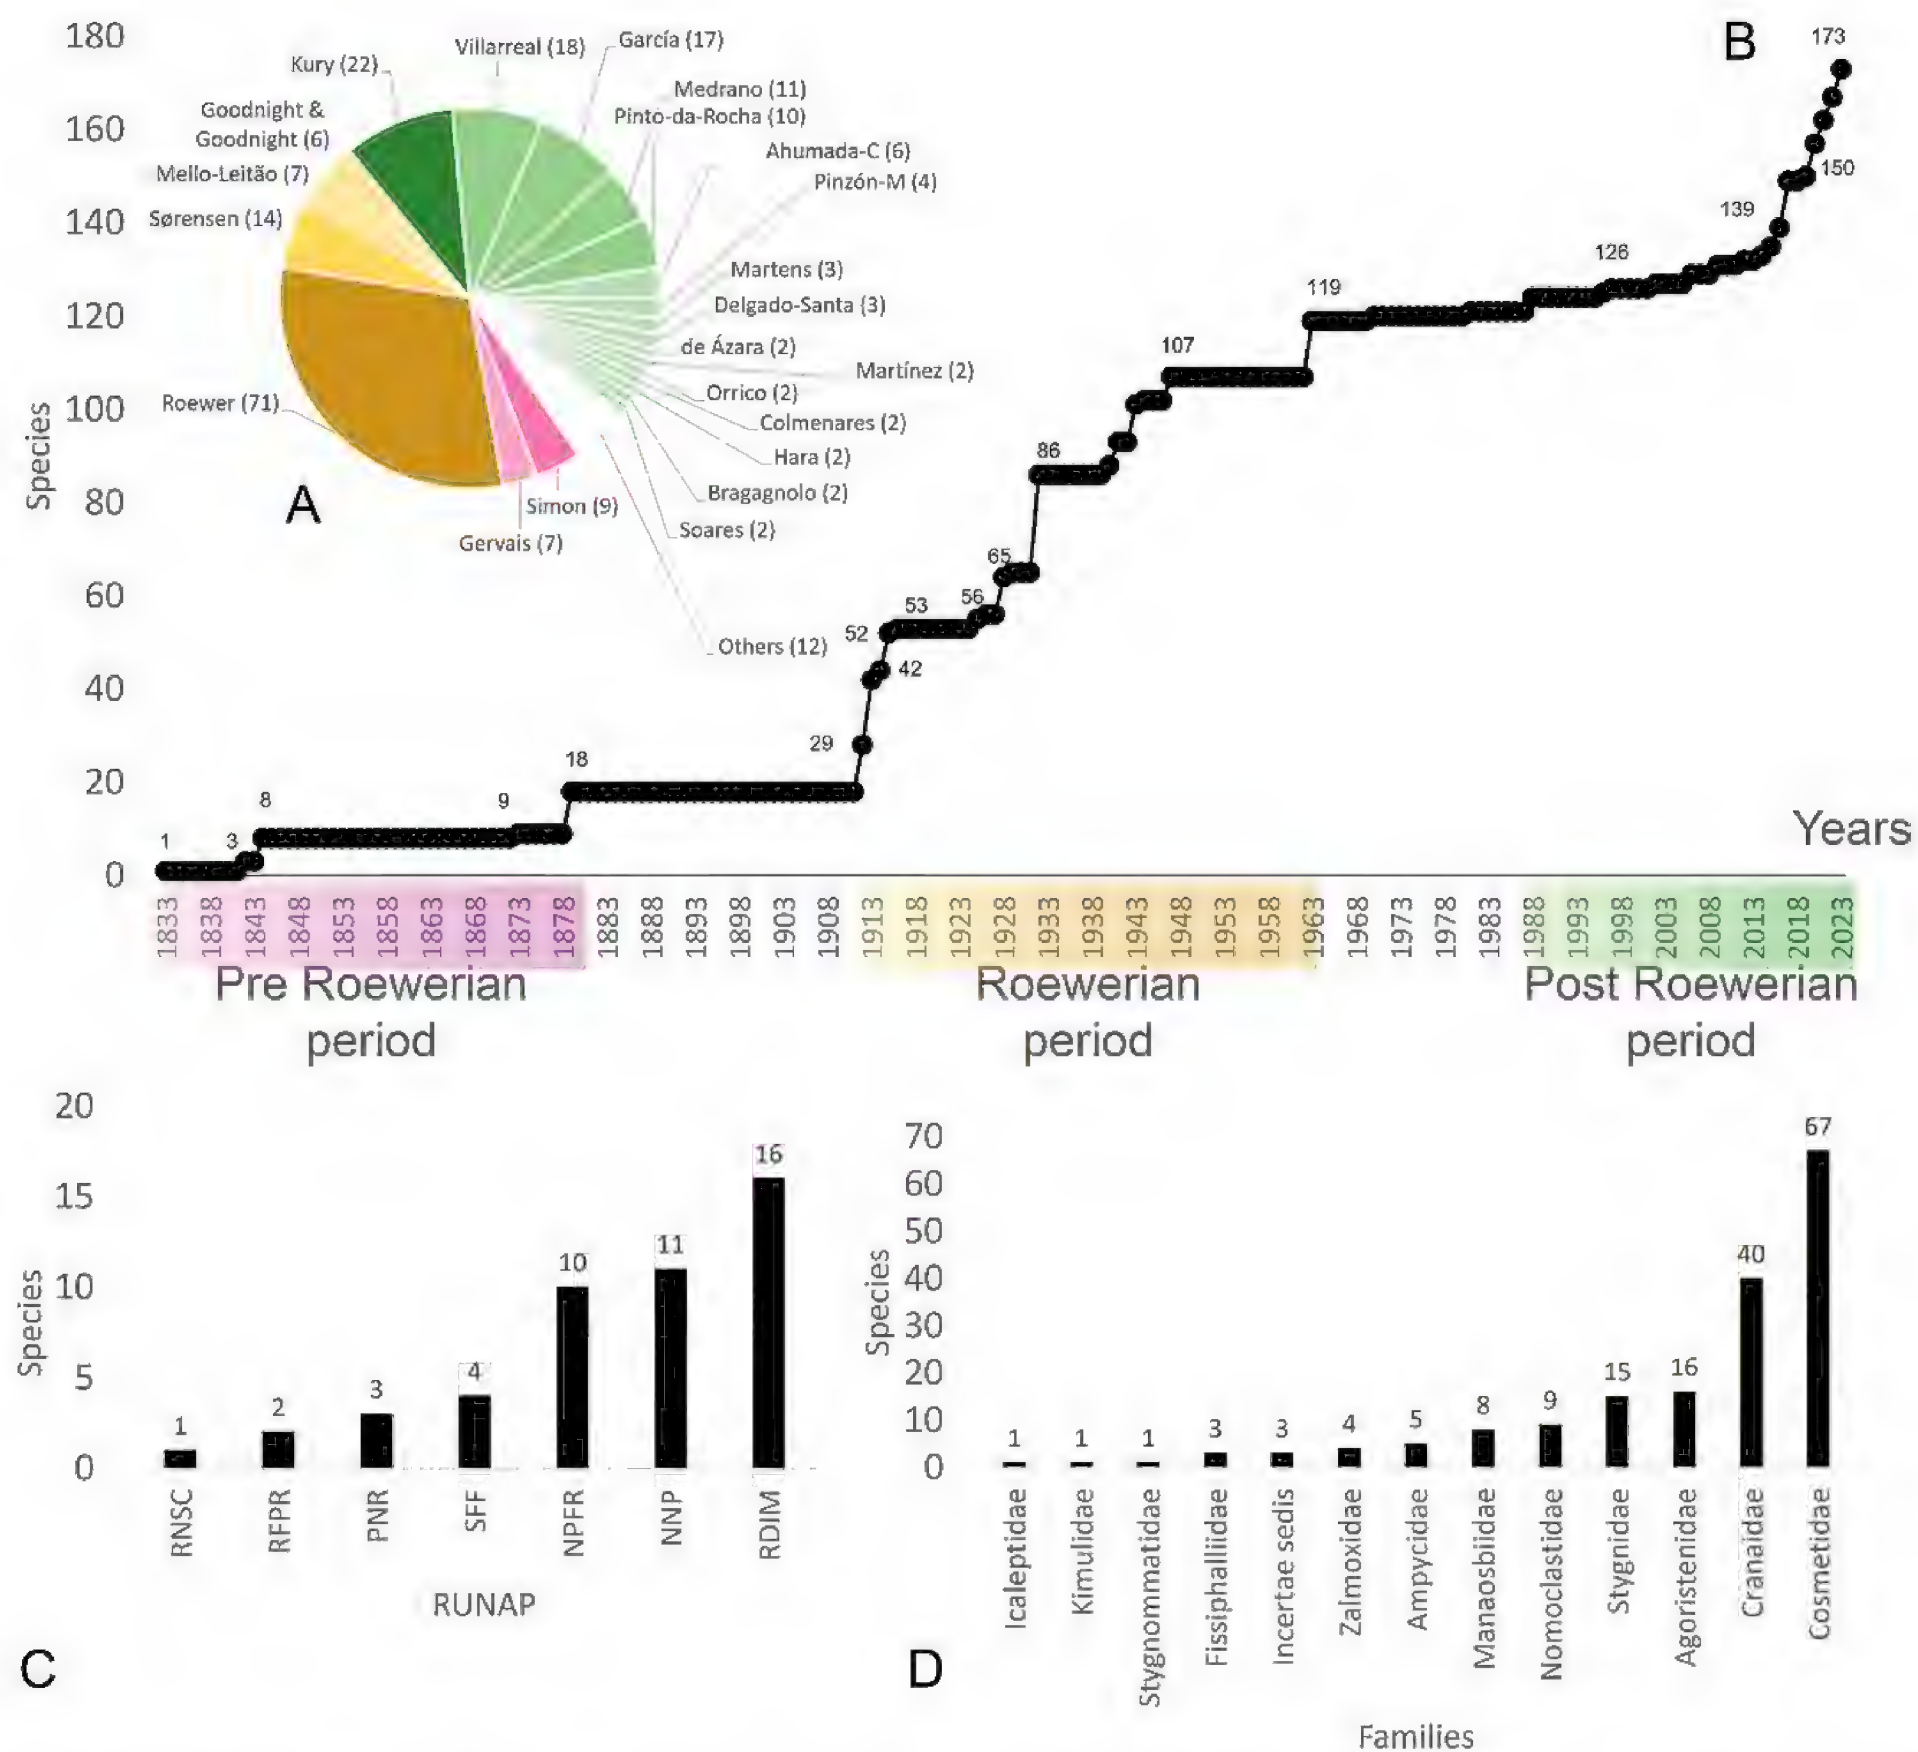 180
160
140
120
100
80
60
40
20
0
Species
Villarreal (18)
García (17)
Kury (22)
Medrano (11)
Pinto-da-Rocha (10)
Goodnight &
Goodnight (6)
Ahumada-C (6)
Mello-Leitão (7)
Pinzón-M (4)
Sørensen (14)
Martens (3)
Delgado-Santa (3)
de Ázara (2)
Martínez (2)
Orrico (2)
Roewer (71)
Colmenares (2)
Hara (2)
Bragagnolo (2)
Simon (9)
Soares (2)
Gervais (7)
Others (12)
A
B
1
3
8
9
18
29
42
52
53
56
65
86
107
119
126
139
150
173
Years
1833
1838
1843
1848
1853
1858
1863
1868
1873
1878
1883
1888
1893
1898
1903
1908
1913
1918
1923
1928
1933
1938
1943
1948
1953
1958
1963
1968
1973
1978
1983
1988
1993
1998
2003
2008
2013
2018
2023
Pre Roewerian
period
Roewerian
period
Post Roewerian
period
20
15
10
5
0
Species
1
2
3
4
10
11
16
RNSC
RFPR
PNR
SFF
NPFR
NNP
RDIM
RUNAP
C
70
60
50
40
30
20
10
0
Species
1
1
1
3
3
4
5
8
9
15
16
40
67
Icaleptidae
Kimulidae
Stygnommatidae
Fissiphalliidae
Incertae sedis
Zalmoxidae
Ampycidae
Manaosbiidae
Nomoclastidae
Stygnidae
Agoristenidae
Cranaidae
Cosmetidae
Families
D